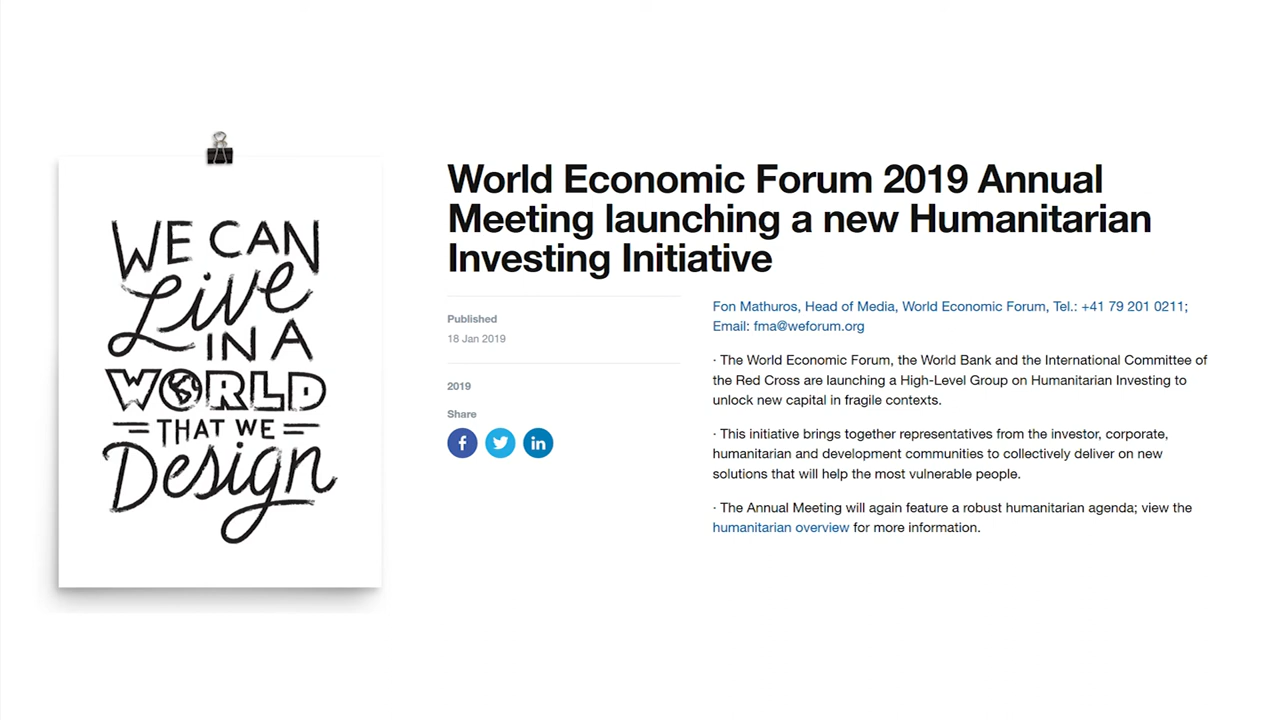 WE CAN
Live
IN A
WORLD
THAT WE
Design
World Economic Forum 2019 Annual
Meeting launching a new Humanitarian
Investing Initiative
Published
18 Jan 2019
2019
Share
Fon Mathuros, Head of Media, World Economic Forum, Tel.: +41 79 201 0211;
Email: fma@weforum.org
· The World Economic Forum, the World Bank and the International Committee of
the Red Cross are launching a High-Level Group on Humanitarian Investing to
unlock new capital in fragile contexts.
· This initiative brings together representatives from the investor, corporate,
humanitarian and development communities to collectively deliver on new
solutions that will help the most vulnerable people.
· The Annual Meeting will again feature a robust humanitarian agenda; view the
humanitarian overview for more information.